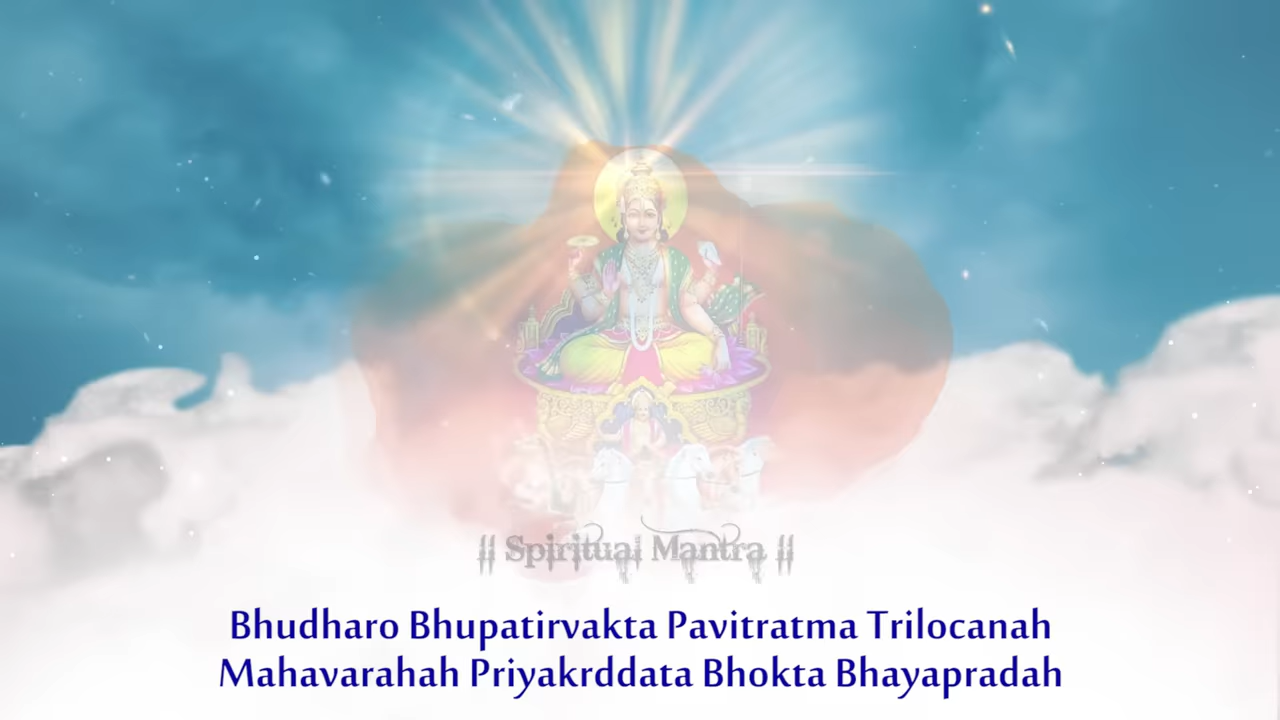 || Spiritual Mantra ||
Bhudharo Bhupatirvakta Pavitratma Trilocanah
Mahavarahah Priyakrddata Bhokta Bhayapradah